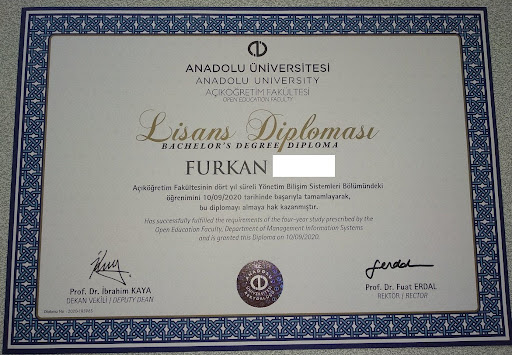 ANADOLU ÜNİVERSİTESİ
ANADOLU UNIVERSITY
AÇIKÖĞRETİM FAKÜLTESİ
OPEN EDUCATION FACULTY
Lisans Diploması
BACHELOR'S DEGREE DIPLOMA
FURKAN
Açıköğretim Fakültesinin dört yıl süreli Yönetim Bilişim Sistemleri Bölümündeki
öğrenimini 10/09/2020 tarihinde başarıyla tamamlayarak,
bu diplomayı almaya hak kazanmıştır.
Has successfully fulfilled the requirements of the four-year study prescribed by the
Open Education Faculty, Department of Management Information Systems
and is granted this Diploma on 10/09/2020.
Prof. Dr. İbrahim KAYA
DEKAN VEKİLİ / DEPUTY DEAN
ANADOLU
Prof. Dr. Fuat ERDAL
REKTÖR / RECTOR
Diploma No :